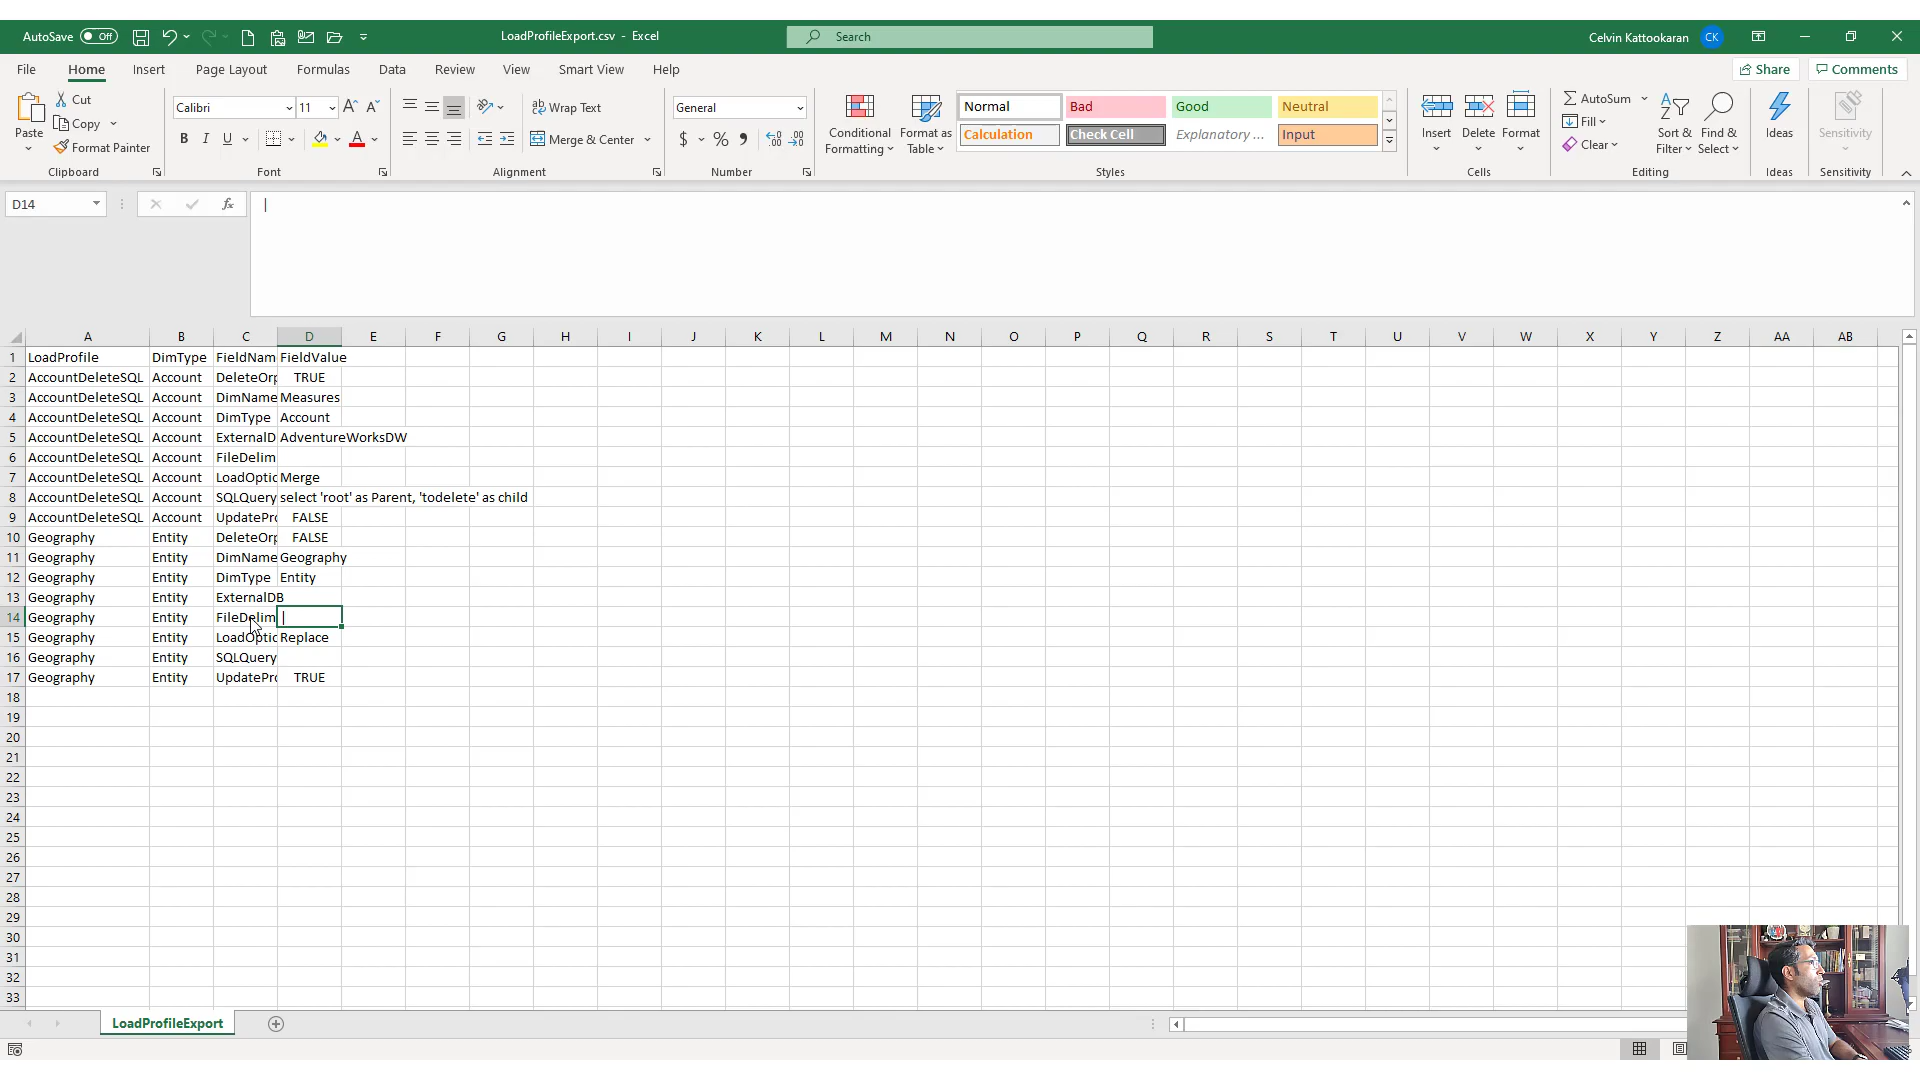 AutoSave Off LoadProfileExport.csv - Excel Search Celvin Kattookaran CK
File Home Insert Page Layout Formulas Data Review View Smart View Help Share Comments
Paste Cut Copy Format Painter Clipboard
Calibri 11 A A B I U A Font
ab Wrap Text Merge & Center Alignment
General $ % Number
Conditional Formatting Format as Table Normal Bad Good Neutral
Calculation Check Cell Explanatory ... Input Styles
Insert Delete Format Cells
AutoSum Fill Clear Sort & Filter Find & Select Editing
Ideas Ideas Sensitivity Sensitivity
D14 fx |
A B C D E F G H I J K L M N O P Q R S T U V W X Y Z AA AB
1 LoadProfile DimType FieldNam FieldValue
2 AccountDeleteSQL Account DeleteOrp TRUE
3 AccountDeleteSQL Account DimName Measures
4 AccountDeleteSQL Account DimType Account
5 AccountDeleteSQL Account ExternalD AdventureWorksDW
6 AccountDeleteSQL Account FileDelim
7 AccountDeleteSQL Account LoadOptic Merge
8 AccountDeleteSQL Account SQLQuery select 'root' as Parent, 'todelete' as child
9 AccountDeleteSQL Account UpdatePro FALSE
10 Geography Entity DeleteOrp FALSE
11 Geography Entity DimName Geography
12 Geography Entity DimType Entity
13 Geography Entity ExternalDB
14 Geography Entity FileDelim |
15 Geography Entity LoadOptic Replace
16 Geography Entity SQLQuery
17 Geography Entity UpdatePro TRUE
18
19
20
21
22
23
24
25
26
27
28
29
30
31
32
33
LoadProfileExport